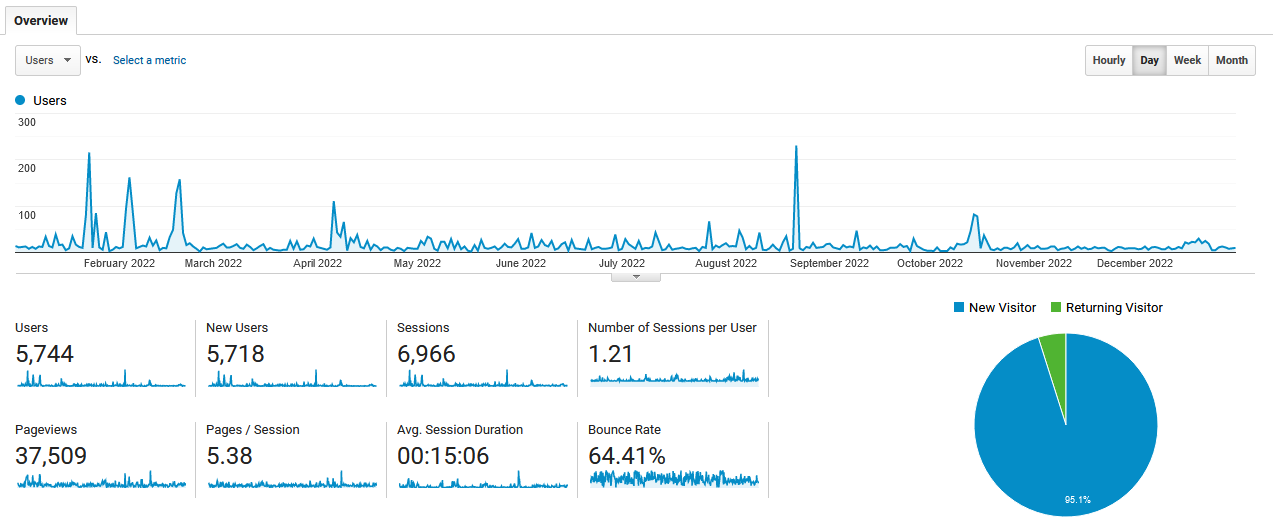 Overview
Users vs. Select a metric
Hourly Day Week Month
Users
300
200
100
February 2022 March 2022 April 2022 May 2022 June 2022 July 2022 August 2022 September 2022 October 2022 November 2022 December 2022
New Visitor Returning Visitor
Users New Users Sessions Number of Sessions per User
5,744 5,718 6,966 1.21
Pageviews Pages / Session Avg. Session Duration Bounce Rate
37,509 5.38 00:15:06 64.41%
95.1%